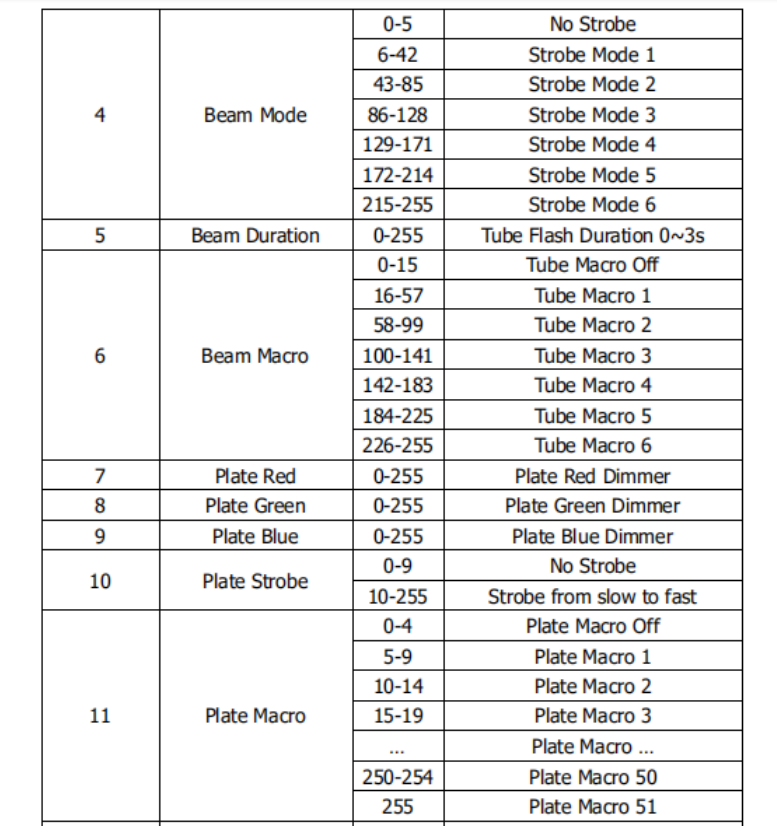 4 Beam Mode 0-5 No Strobe
6-42 Strobe Mode 1
43-85 Strobe Mode 2
86-128 Strobe Mode 3
129-171 Strobe Mode 4
172-214 Strobe Mode 5
215-255 Strobe Mode 6
5 Beam Duration 0-255 Tube Flash Duration 0~3s
6 Beam Macro 0-15 Tube Macro Off
16-57 Tube Macro 1
58-99 Tube Macro 2
100-141 Tube Macro 3
142-183 Tube Macro 4
184-225 Tube Macro 5
226-255 Tube Macro 6
7 Plate Red 0-255 Plate Red Dimmer
8 Plate Green 0-255 Plate Green Dimmer
9 Plate Blue 0-255 Plate Blue Dimmer
10 Plate Strobe 0-9 No Strobe
10-255 Strobe from slow to fast
11 Plate Macro 0-4 Plate Macro Off
5-9 Plate Macro 1
10-14 Plate Macro 2
15-19 Plate Macro 3
... Plate Macro ...
250-254 Plate Macro 50
255 Plate Macro 51